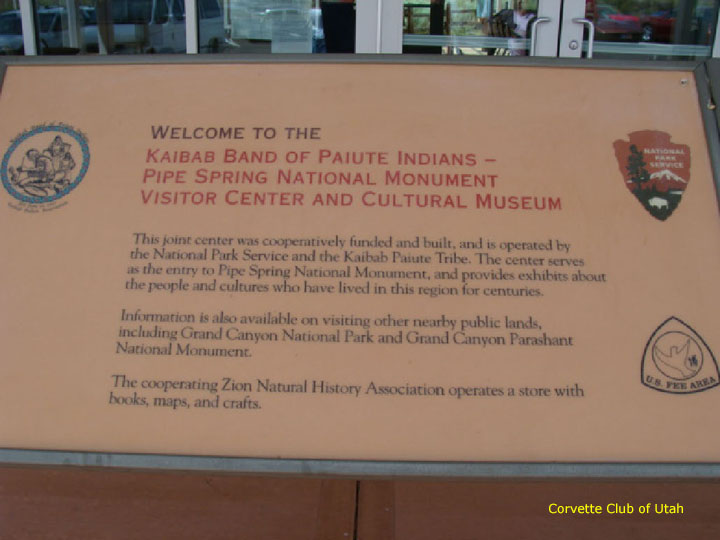 WELCOME TO THE
KAIBAB BAND OF PAIUTE INDIANS –
PIPE SPRING NATIONAL MONUMENT
VISITOR CENTER AND CULTURAL MUSEUM
NATIONAL
PARK
SERVICE
This joint center was cooperatively funded and built, and is operated by
the National Park Service and the Kaibab Paiute Tribe. The center serves
as the entry to Pipe Spring National Monument, and provides exhibits about
the people and cultures who have lived in this region for centuries.
Information is also available on visiting other nearby public lands,
including Grand Canyon National Park and Grand Canyon Parashant
National Monument.
The cooperating Zion Natural History Association operates a store with
books, maps, and crafts.
U.S. FEE AREA
Corvette Club of Utah